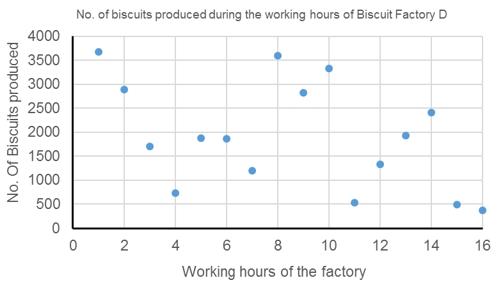 No. of biscuits produced during the working hours of Biscuit Factory D
No. Of Biscuits produced
4000
3500
3000
2500
2000
1500
1000
500
0
0 2 4 6 8 10 12 14 16
Working hours of the factory